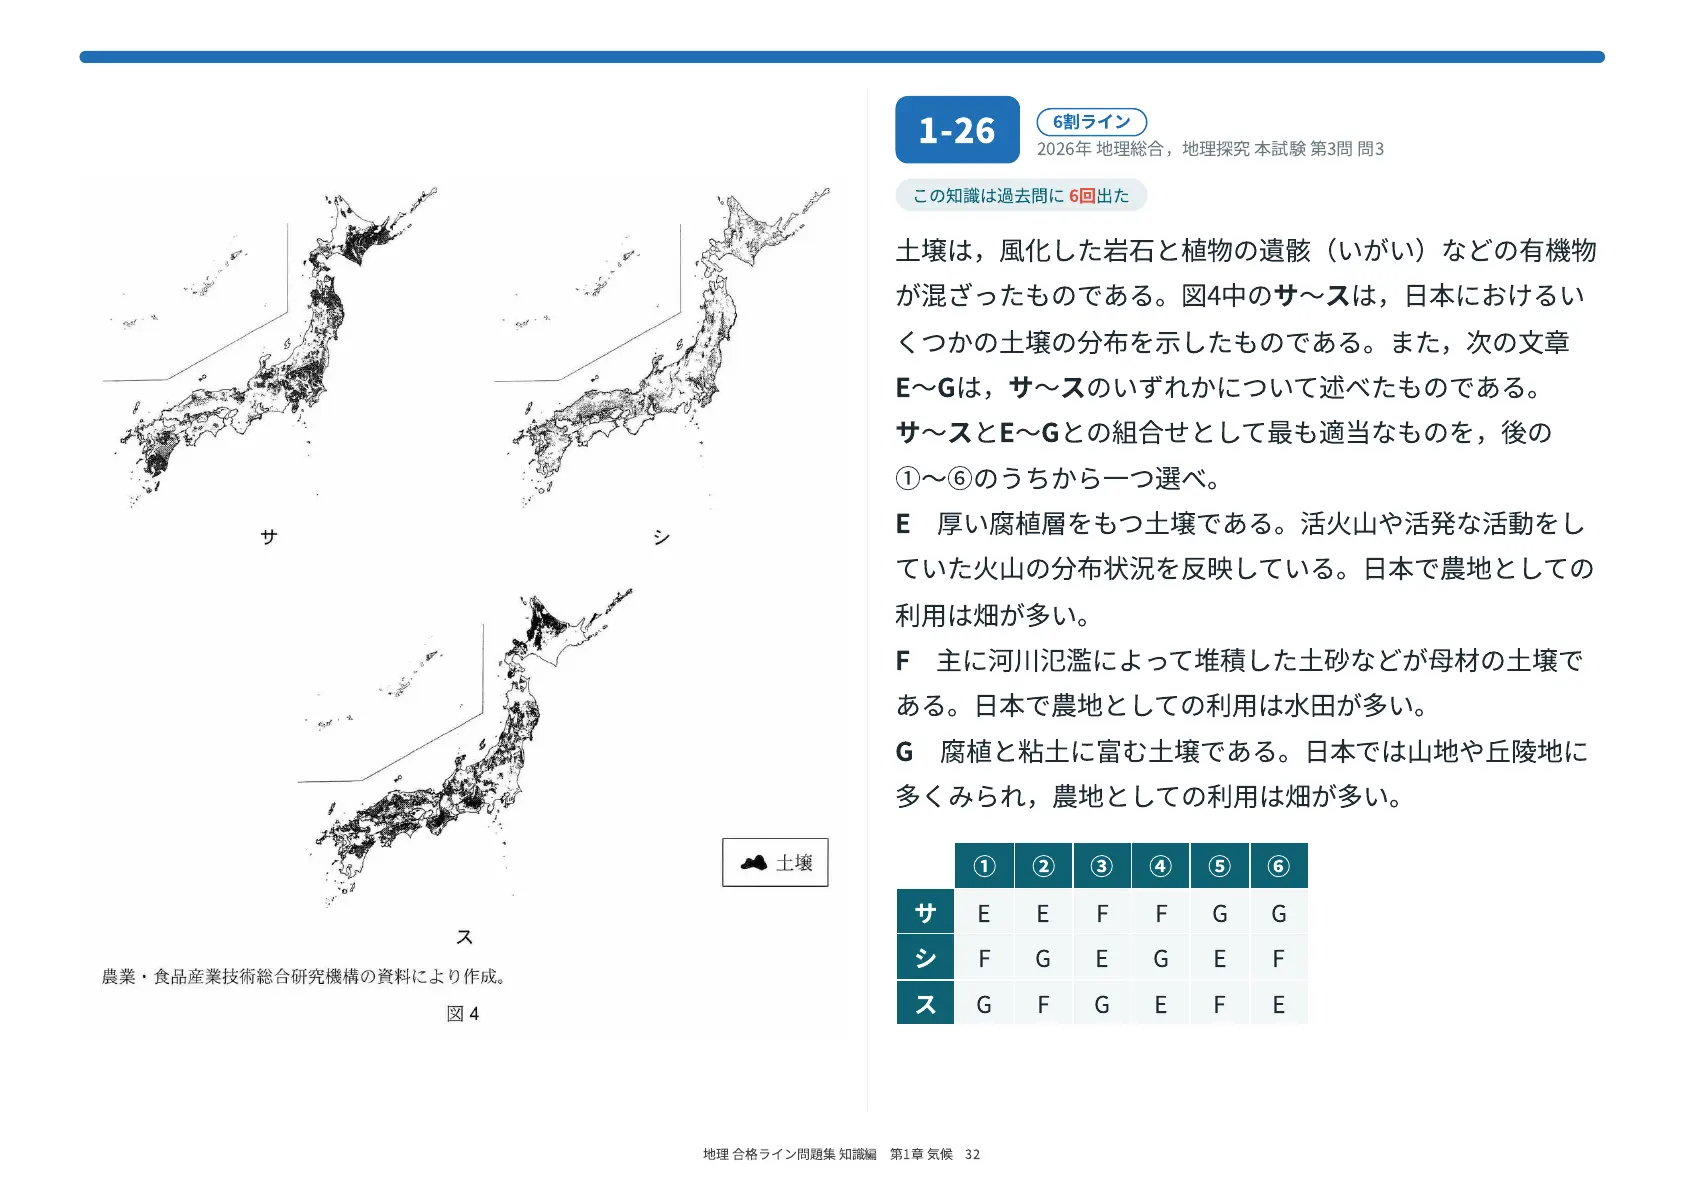 サ
シ
ス
土壌
農業・食品産業技術総合研究機構の資料により作成。
図 4
1-26
6割ライン
2026年 地理総合，地理探究 本試験 第3問 問3
この知識は過去問に 6回出た
土壌は，風化した岩石と植物の遺骸（いがい）などの有機物
が混ざったものである。図4中のサ～スは，日本におけるい
くつかの土壌の分布を示したものである。また，次の文章
E～Gは，サ～スのいずれかについて述べたものである。
サ～スとE～Gとの組合せとして最も適当なものを，後の
①～⑥のうちから一つ選べ。
E　厚い腐植層をもつ土壌である。活火山や活発な活動をし
ていた火山の分布状況を反映している。日本で農地としての
利用は畑が多い。
F　主に河川氾濫によって堆積した土砂などが母材の土壌で
ある。日本で農地としての利用は水田が多い。
G　腐植と粘土に富む土壌である。日本では山地や丘陵地に
多くみられ，農地としての利用は畑が多い。
① ② ③ ④ ⑤ ⑥
サ E E F F G G
シ F G E G E F
ス G F G E F E
地理 合格ライン問題集 知識編　第1章 気候　32